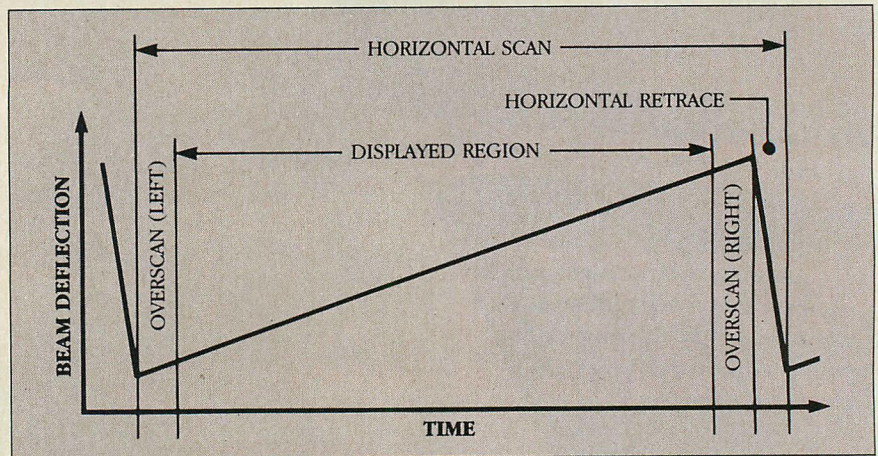 HORIZONTAL SCAN
HORIZONTAL RETRACE
DISPLAYED REGION
BEAM DEFLECTION
OVERSCAN (LEFT)
OVERSCAN (RIGHT)
TIME